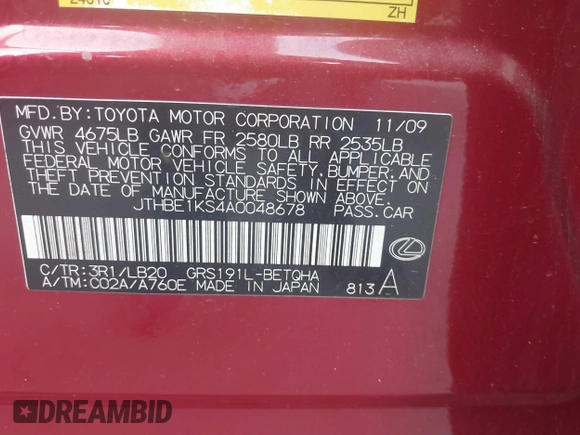 ZH
MFD. BY: TOYOTA MOTOR CORPORATION 11/09
GVWR 4675LB GAWR FR 2580LB RR 2535LB
THIS VEHICLE CONFORMS TO ALL APPLICABLE
FEDERAL MOTOR VEHICLE SAFETY, BUMPER, AND
THEFT PREVENTION STANDARDS IN EFFECT ON
THE DATE OF MANUFACTURE SHOWN ABOVE.
JTHBE1KS4A0048678 PASS. CAR
C/TR: 3R1/LB20 GRS191L-BETQHA
A/TM: C02A/A760E MADE IN JAPAN 813 A
DREAMBID